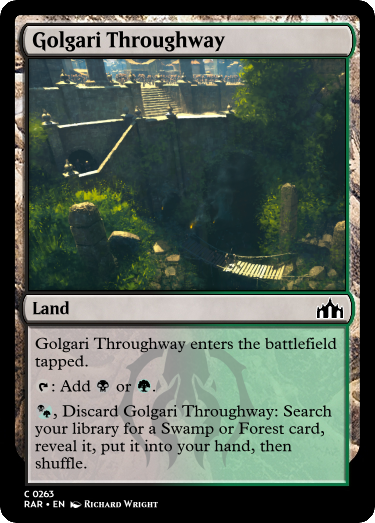 Golgari Throughway
Land
Golgari Throughway enters the battlefield
tapped.
: Add or .
, Discard Golgari Throughway: Search
your library for a Swamp or Forest card,
reveal it, put it into your hand, then
shuffle.
C 0263
RAR • EN Richard Wright